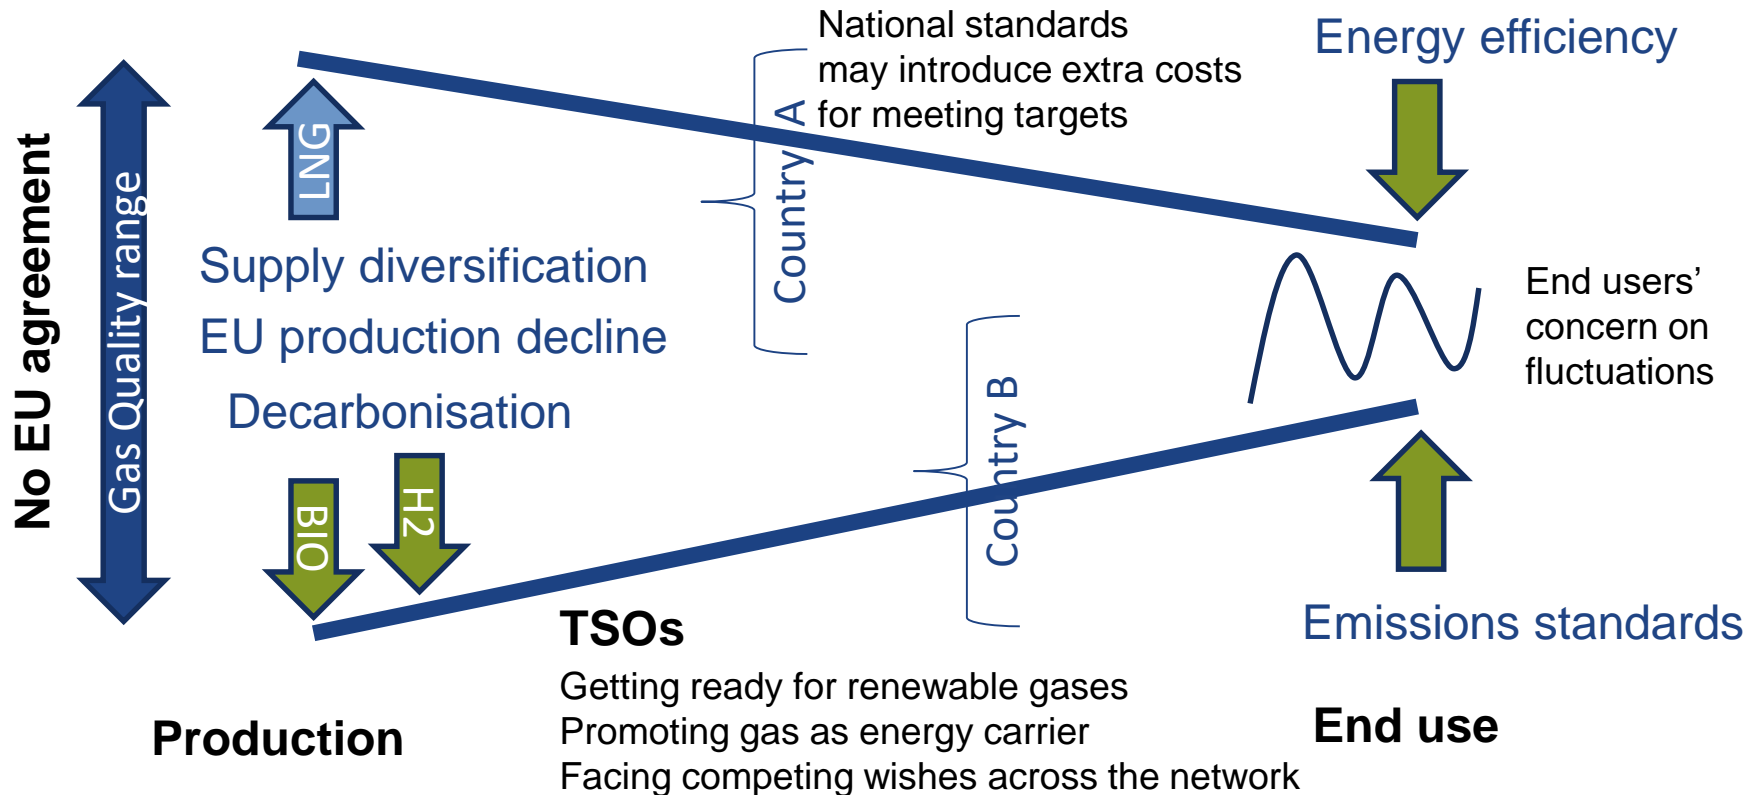 No EU agreement
Gas Quality range
LNG
Supply diversification
EU production decline
Decarbonisation
BIO
H2
Production
National standards
may introduce extra costs
for meeting targets
Country A
Country B
TSOs
Getting ready for renewable gases
Promoting gas as energy carrier
Facing competing wishes across the network
Energy efficiency
End users’
concern on
fluctuations
Emissions standards
End use